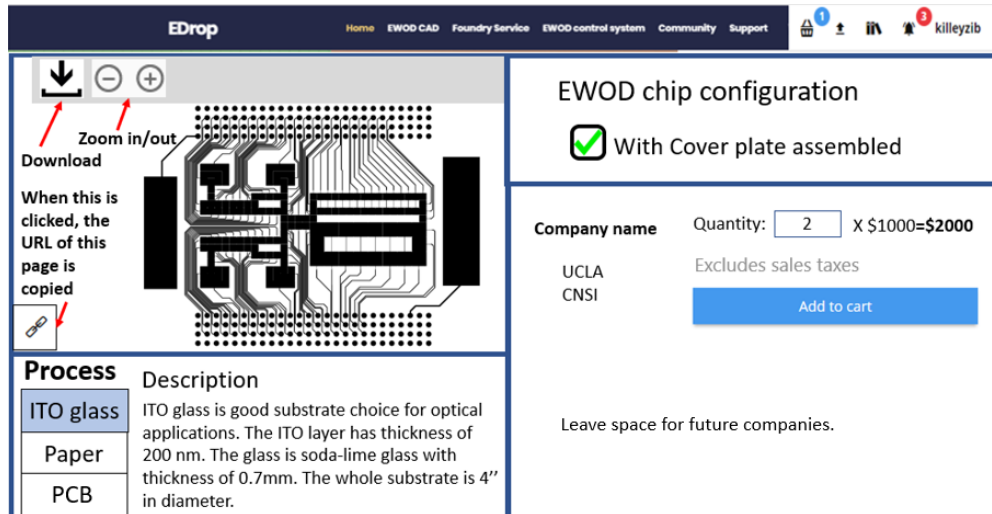 EDrop
Home EWOD CAD Foundry Service EWOD control system Community Support
1
3
killeyzib
Zoom in/out
Download
When this is
clicked, the
URL of this
page is
copied
EWOD chip configuration
With Cover plate assembled
Company name
Quantity: 2 X $1000=$2000
UCLA
CNSI
Excludes sales taxes
Add to cart
Leave space for future companies.
Process
ITO glass
Paper
PCB
Description
ITO glass is good substrate choice for optical
applications. The ITO layer has thickness of
200 nm. The glass is soda-lime glass with
thickness of 0.7mm. The whole substrate is 4’’
in diameter.